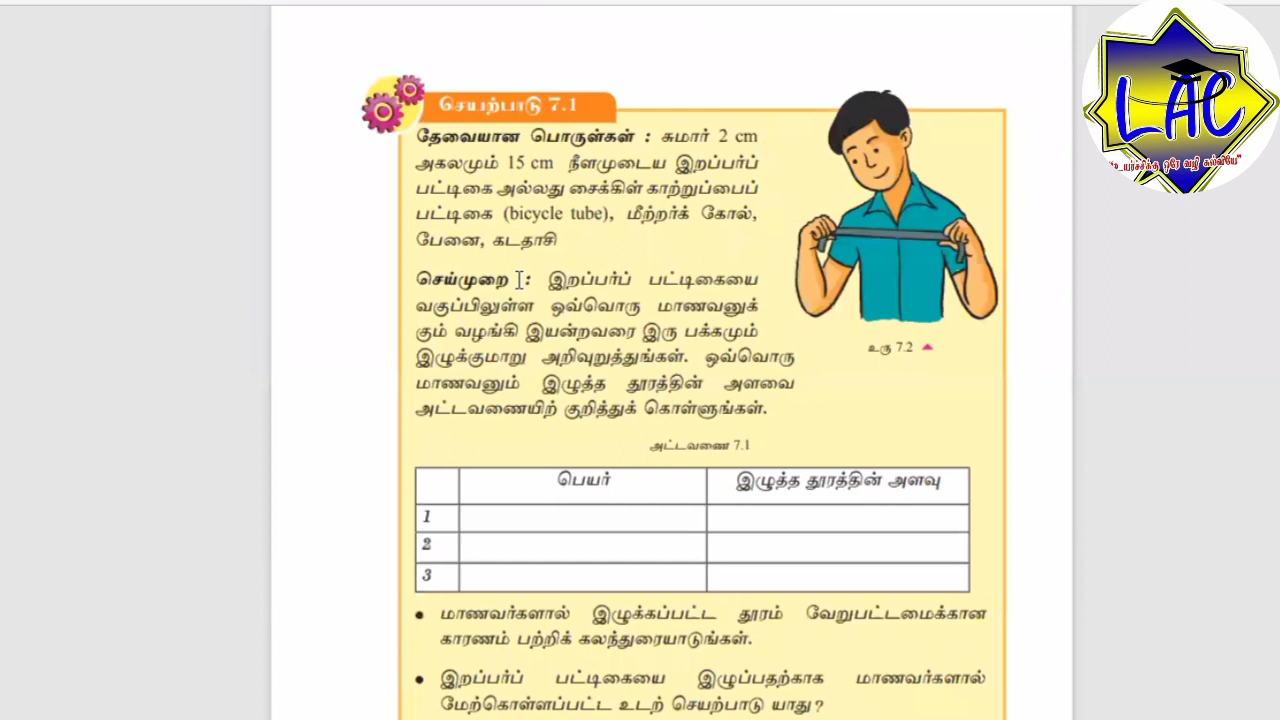 செயற்பாடு 7.1
தேவையான பொருள்கள் : சுமார் 2 cm
அகலமும் 15 cm நீளமுடைய இறப்பர்ப்
பட்டிகை அல்லது சைக்கிள் காற்றுப்பைப்
பட்டிகை (bicycle tube), மீற்றர்க் கோல்,
பேனை, கடதாசி
செய்முறை : இறப்பர்ப் பட்டிகையை
வகுப்பிலுள்ள ஒவ்வொரு மாணவனுக்
கும் வழங்கி இயன்றவரை இரு பக்கமும்
இழுக்குமாறு அறிவுறுத்துங்கள். ஒவ்வொரு
மாணவனும் இழுத்த தூரத்தின் அளவை
அட்டவணையிற் குறித்துக் கொள்ளுங்கள்.
உரு 7.2
அட்டவணை 7.1
பெயர் இழுத்த தூரத்தின் அளவு
1
2
3
• மாணவர்களால் இழுக்கப்பட்ட தூரம் வேறுபட்டமைக்கான
காரணம் பற்றிக் கலந்துரையாடுங்கள்.
• இறப்பர்ப் பட்டிகையை இழுப்பதற்காக மாணவர்களால்
மேற்கொள்ளப்பட்ட உடற் செயற்பாடு யாது?
LAC
"உயர்ச்சிக்கு ஒரே வழி கல்வியே"